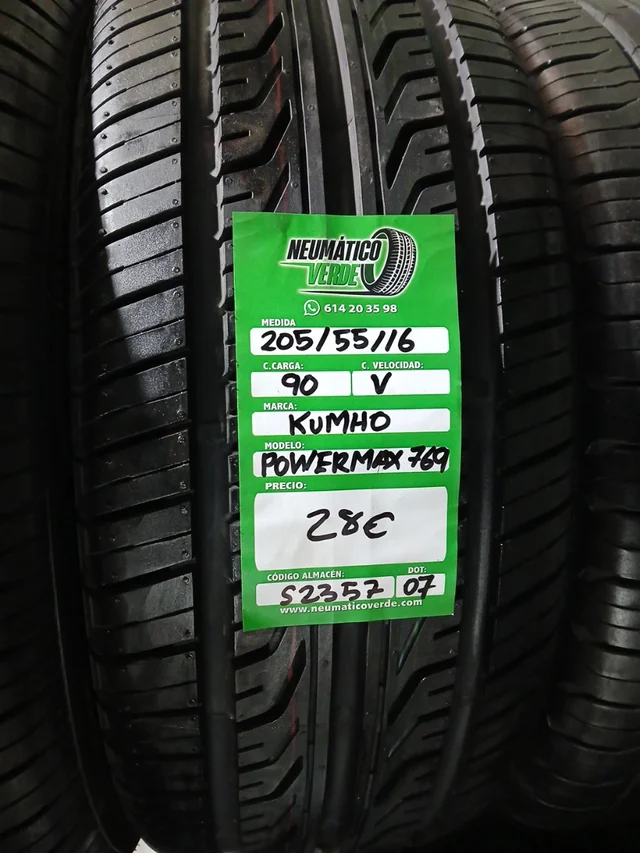 NEUMÁTICO
VERDE
614 20 35 98
MEDIDA
205/55/16
C.CARGA: C. VELOCIDAD:
90 V
MARCA:
KUMHO
MODELO:
POWERMAX 769
PRECIO:
28€
CÓDIGO ALMACÉN: DOT:
S2357 07
www.neumaticoverde.com